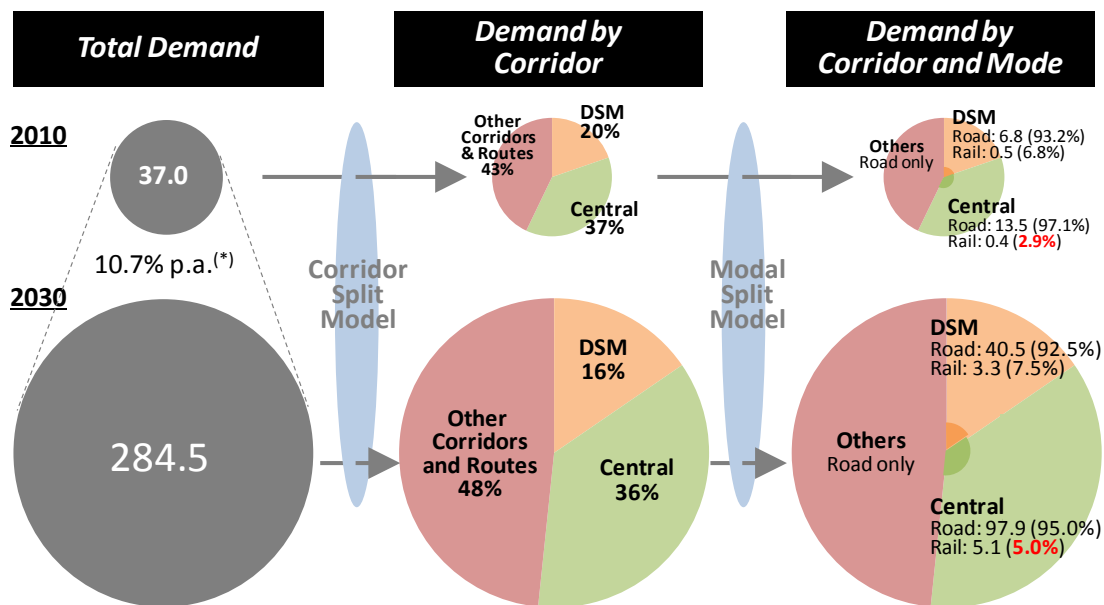 Total Demand
Demand by
Corridor
Demand by
Corridor and Mode
2010
37.0
Other
Corridors
& Routes
43%
DSM
20%
Central
37%
Others
Road only
DSM
Road: 6.8 (93.2%)
Rail: 0.5 (6.8%)
Central
Road: 13.5 (97.1%)
Rail: 0.4 (2.9%)
10.7% p.a.(*)
Corridor
Split
Model
Modal
Split
Model
2030
284.5
DSM
16%
Other
Corridors
and Routes
48%
Central
36%
DSM
Road: 40.5 (92.5%)
Rail: 3.3 (7.5%)
Others
Road only
Central
Road: 97.9 (95.0%)
Rail: 5.1 (5.0%)